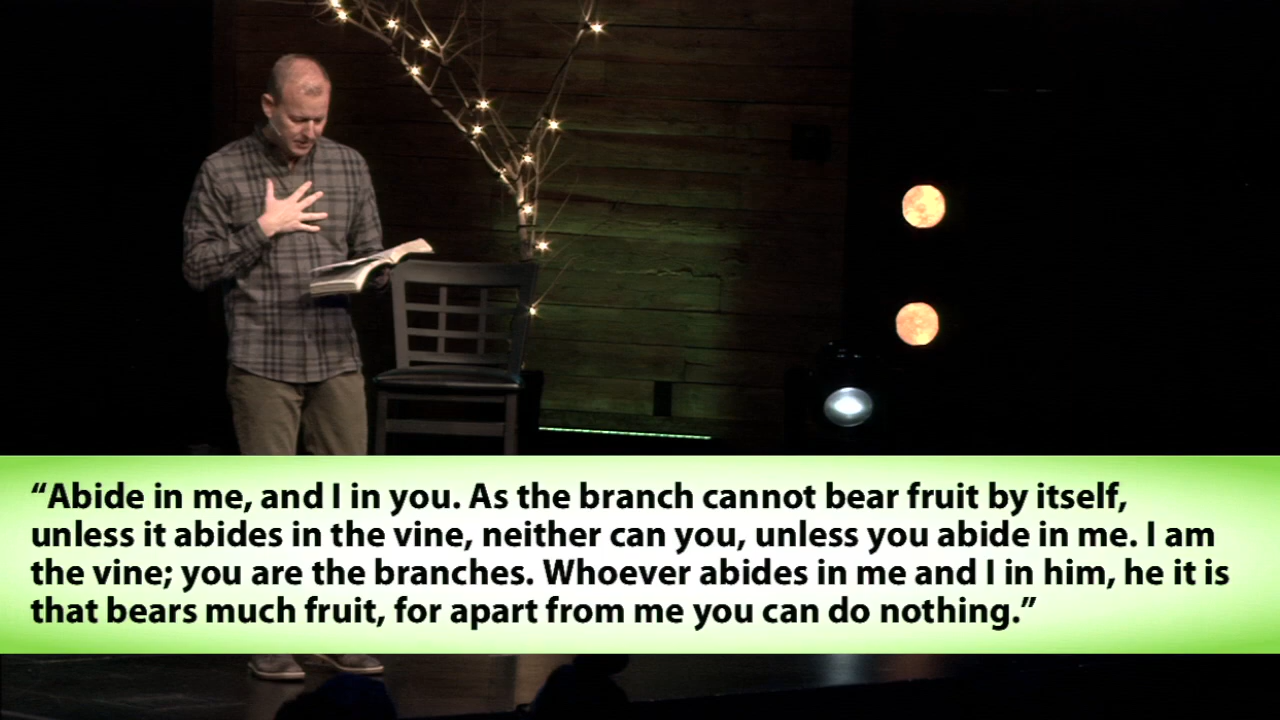 “Abide in me, and I in you. As the branch cannot bear fruit by itself,
unless it abides in the vine, neither can you, unless you abide in me. I am
the vine; you are the branches. Whoever abides in me and I in him, he it is
that bears much fruit, for apart from me you can do nothing.”